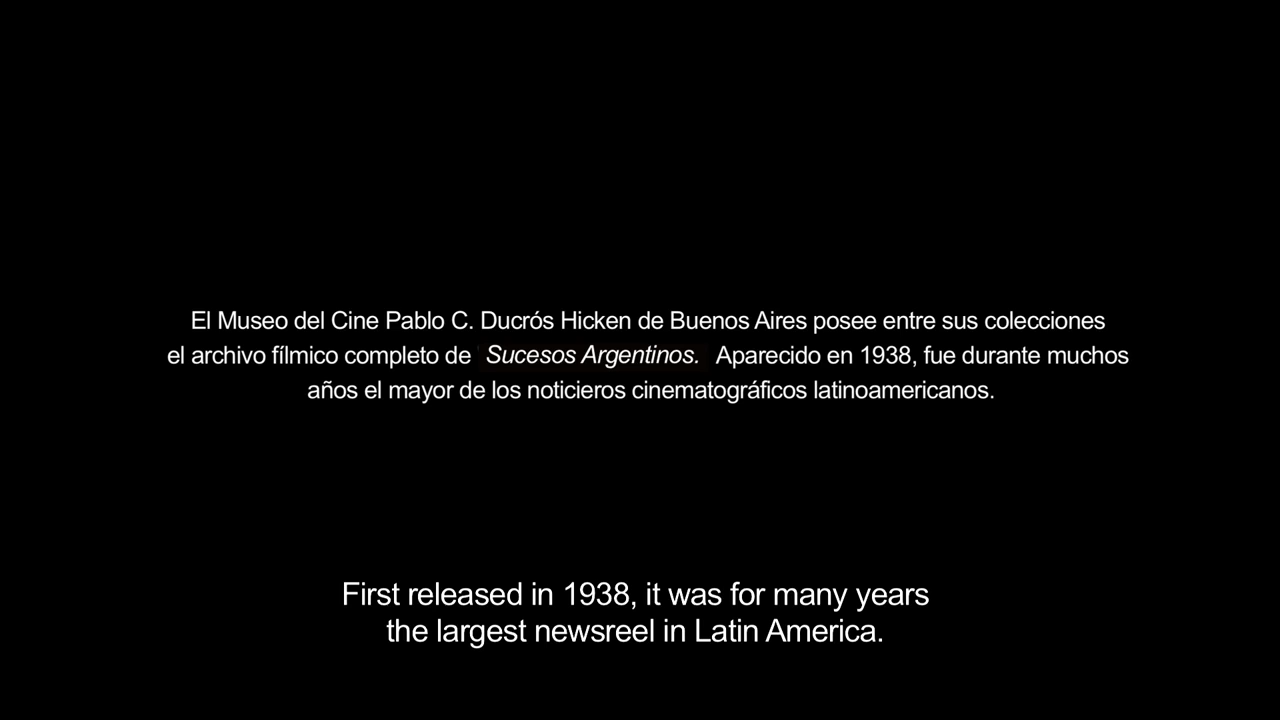 El Museo del Cine Pablo C. Ducrós Hicken de Buenos Aires posee entre sus colecciones
el archivo fílmico completo de Sucesos Argentinos. Aparecido en 1938, fue durante muchos
años el mayor de los noticieros cinematográficos latinoamericanos.
First released in 1938, it was for many years
the largest newsreel in Latin America.